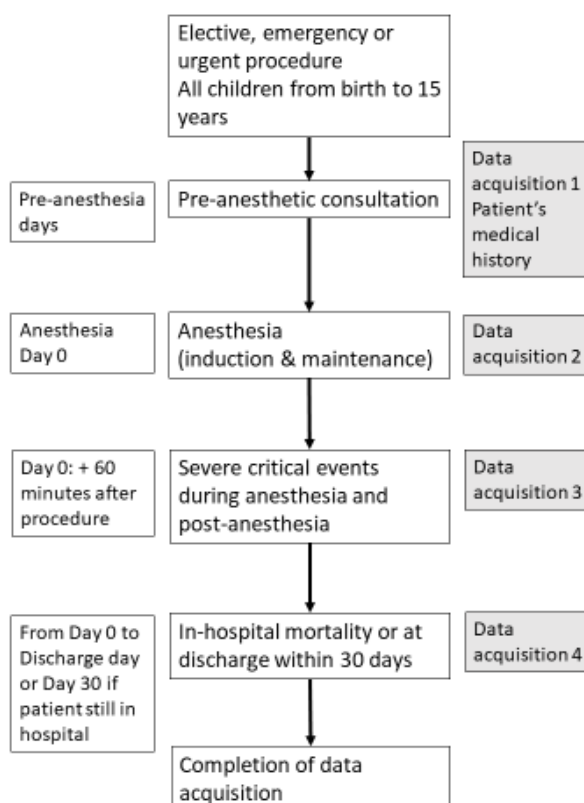 Elective, emergency or
urgent procedure
All children from birth to 15
years
Pre-anesthesia
days
Pre-anesthetic consultation
Data
acquisition 1
Patient's
medical
history
Anesthesia
Day 0
Anesthesia
(induction & maintenance)
Data
acquisition 2
Day 0: + 60
minutes after
procedure
Severe critical events
during anesthesia and
post-anesthesia
Data
acquisition 3
From Day 0 to
Discharge day
or Day 30 if
patient still in
hospital
In-hospital mortality or at
discharge within 30 days
Data
acquisition 4
Completion of data
acquisition